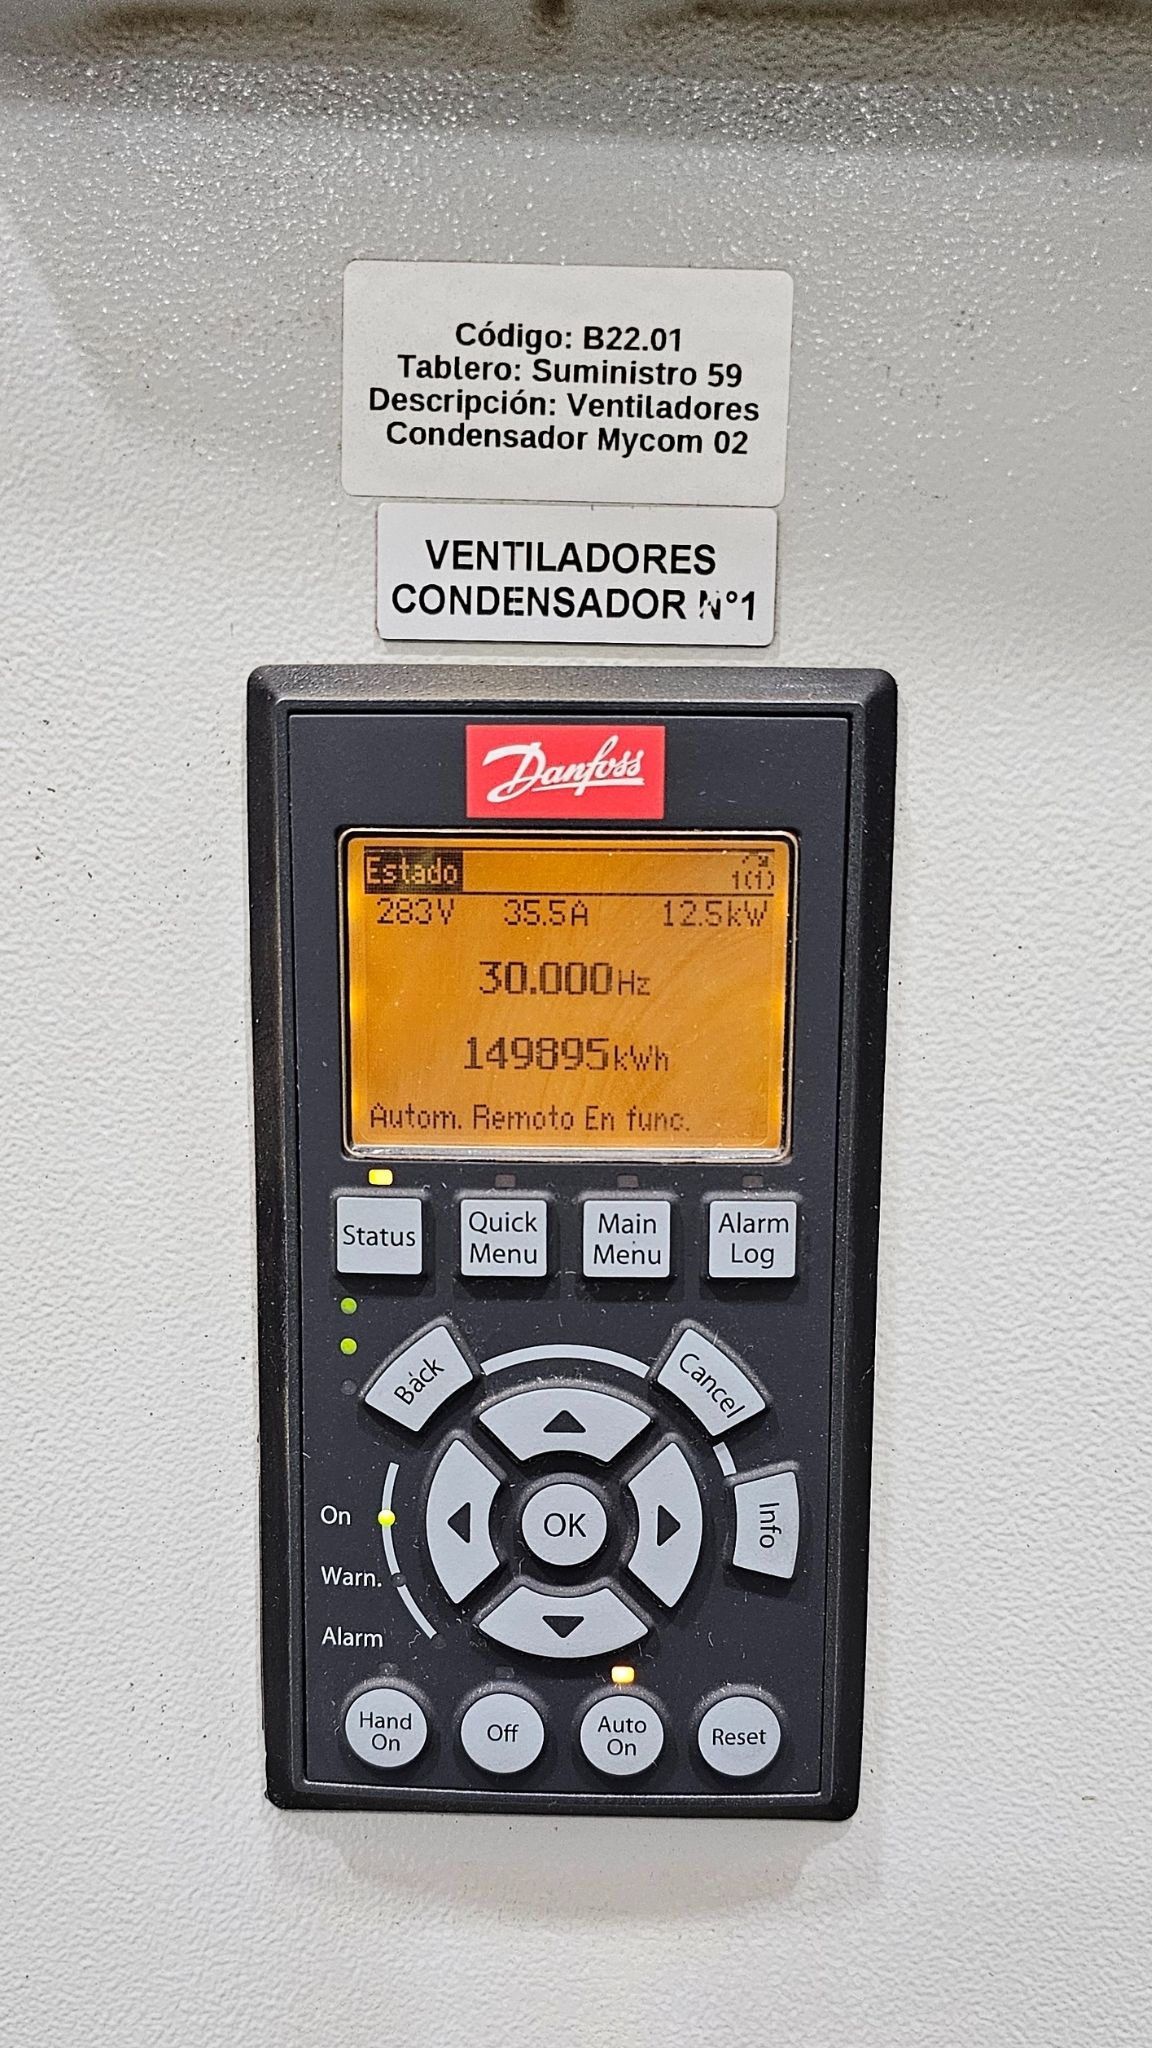 Código: B22.01
Tablero: Suministro 59
Descripción: Ventiladores
Condensador Mycom 02
VENTILADORES
CONDENSADOR N°1
Danfoss
Estado
1(1)
283V 35.5A 12.5kW
30.000Hz
149895kWh
Autom. Remoto En func.
Status
Quick Menu
Main Menu
Alarm Log
Back
Cancel
Info
OK
On
Warn.
Alarm
Hand On
Off
Auto On
Reset